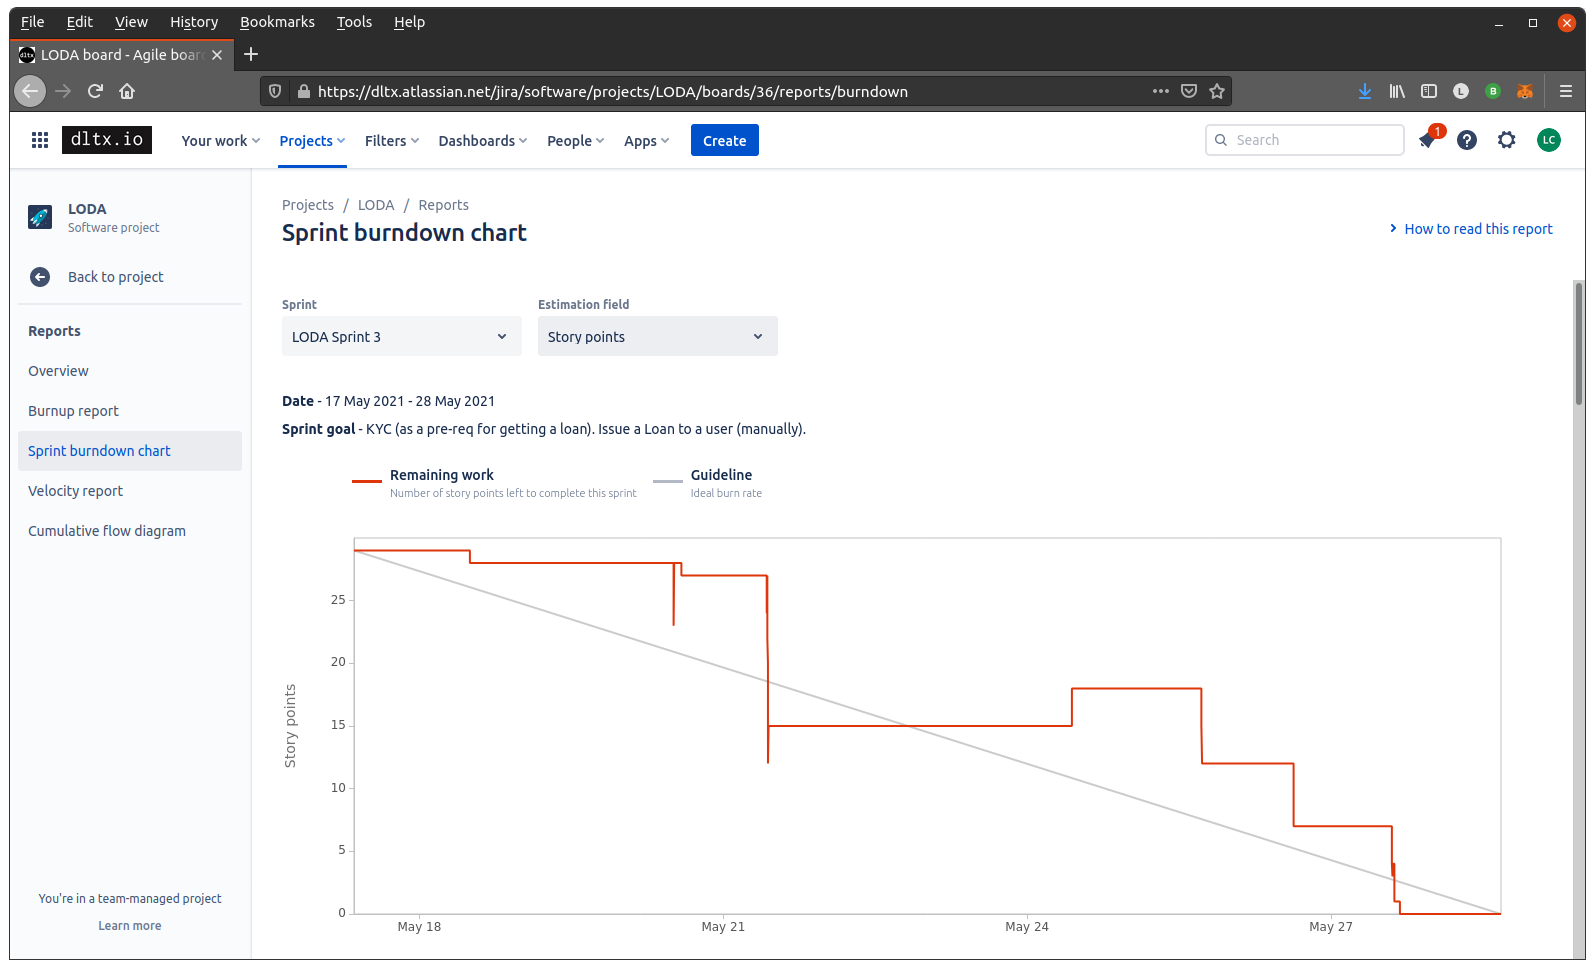 File Edit View History Bookmarks Tools Help
dltx LODA board - Agile boar
https://dltx.atlassian.net/jira/software/projects/LODA/boards/36/reports/burndown
L B
dltx.io Your work Projects Filters Dashboards People Apps Create Search 1 ? LC
LODA
Software project
Back to project
Reports
Overview
Burnup report
Sprint burndown chart
Velocity report
Cumulative flow diagram
You're in a team-managed project
Learn more
Projects / LODA / Reports
Sprint burndown chart
How to read this report
Sprint Estimation field
LODA Sprint 3 Story points
Date - 17 May 2021 - 28 May 2021
Sprint goal - KYC (as a pre-req for getting a loan). Issue a Loan to a user (manually).
Remaining work Guideline
Number of story points left to complete this sprint Ideal burn rate
Story points
25
20
15
10
5
0
May 18 May 21 May 24 May 27